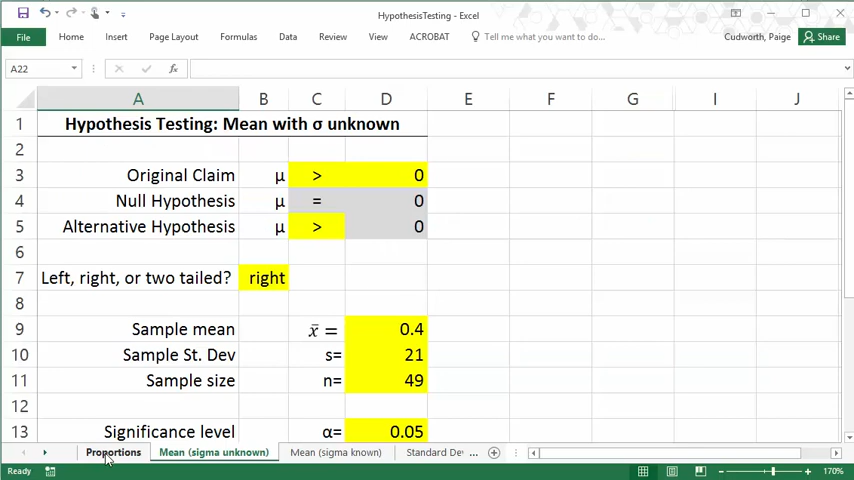 HypothesisTesting - Excel
File Home Insert Page Layout Formulas Data Review View ACROBAT Tell me what you want to do... Cudworth, Paige Share
A22 fx
A B C D E F G I J
1 Hypothesis Testing: Mean with σ unknown
2
3 Original Claim μ > 0
4 Null Hypothesis μ = 0
5 Alternative Hypothesis μ > 0
6
7 Left, right, or two tailed? right
8
9 Sample mean x̄ = 0.4
10 Sample St. Dev s= 21
11 Sample size n= 49
12
13 Significance level α= 0.05
Proportions Mean (sigma unknown) Mean (sigma known) Standard Dev ...
Ready 170%